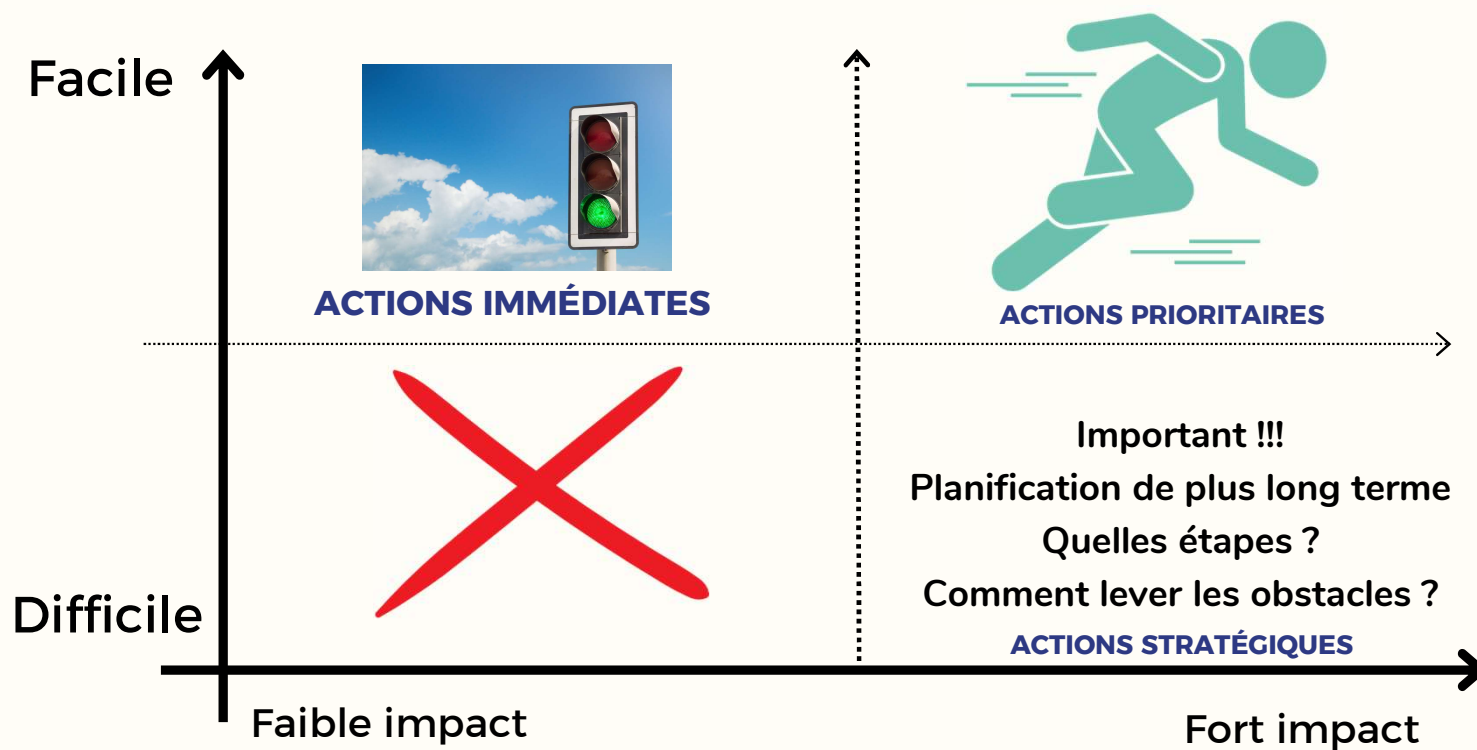 Facile
ACTIONS IMMÉDIATES
ACTIONS PRIORITAIRES
Important !!!
Planification de plus long terme
Quelles étapes ?
Comment lever les obstacles ?
ACTIONS STRATÉGIQUES
Difficile
Faible impact
Fort impact